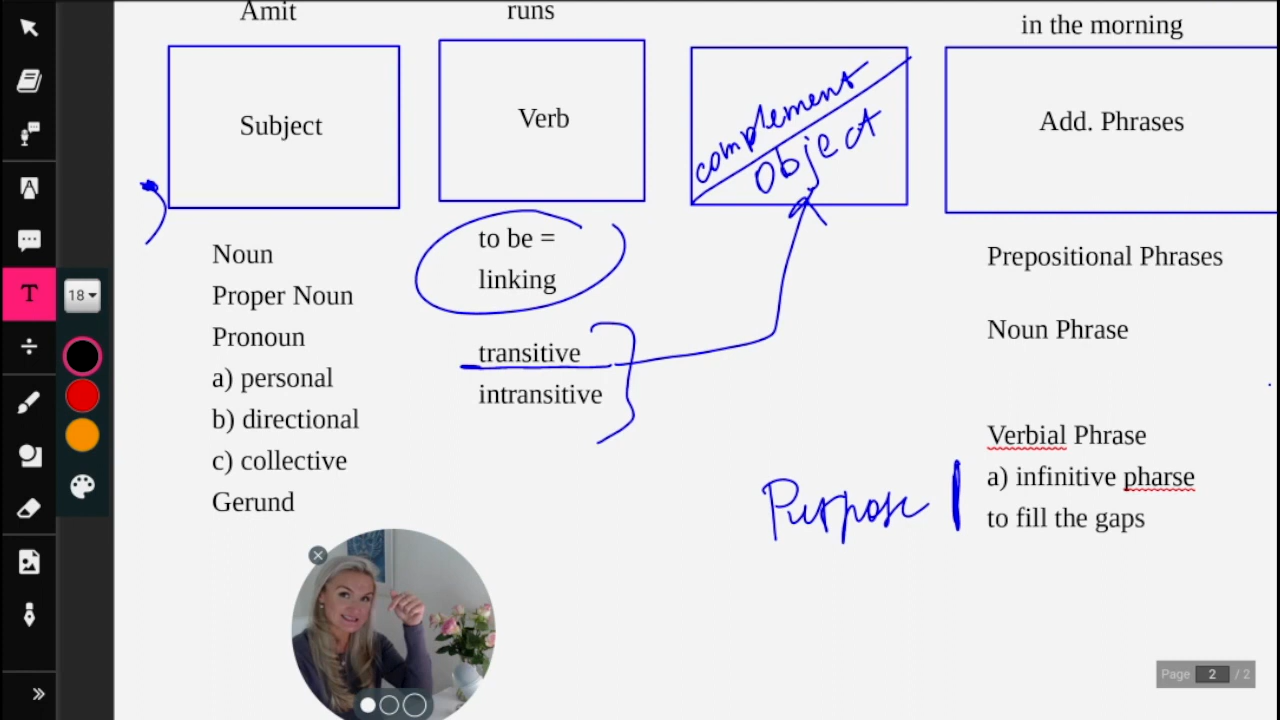 Amit
runs
in the morning
Subject
Verb
complement
Object
Add. Phrases
Noun
Proper Noun
Pronoun
a) personal
b) directional
c) collective
Gerund
to be =
linking
transitive
intransitive
Prepositional Phrases
Noun Phrase
Verbial Phrase
a) infinitive pharse
to fill the gaps
Purpose
T
18
Page 2 / 2